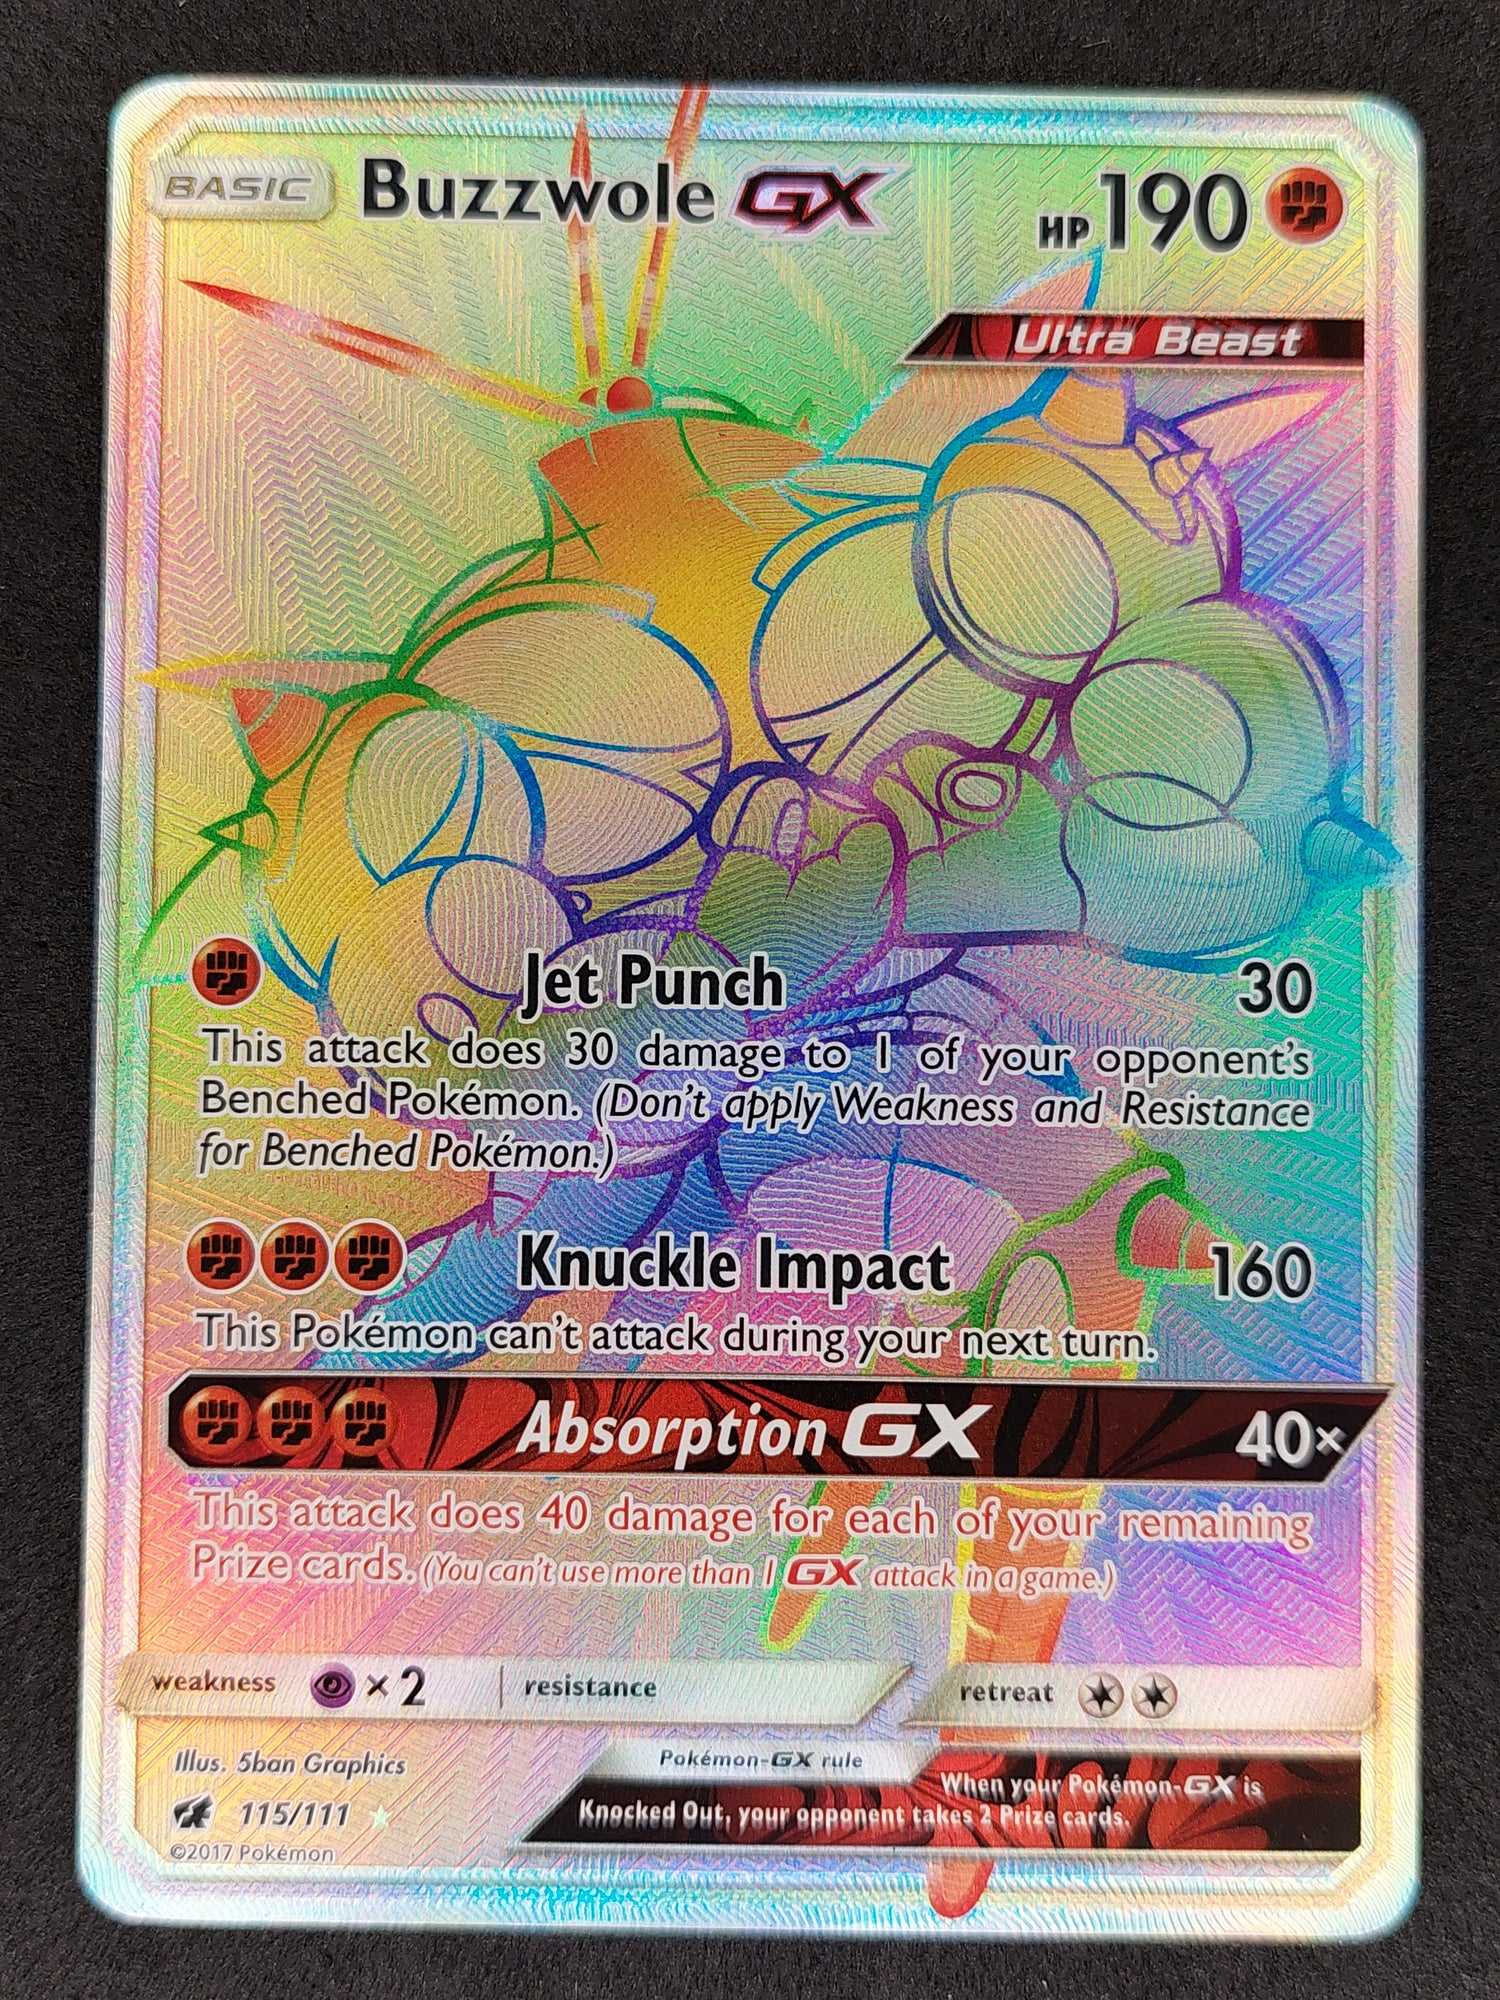 BASIC Buzzwole GX HP 190
Ultra Beast
Jet Punch 30
This attack does 30 damage to 1 of your opponent's
Benched Pokémon. (Don't apply Weakness and Resistance
for Benched Pokémon.)
Knuckle Impact 160
This Pokémon can't attack during your next turn.
Absorption GX 40×
This attack does 40 damage for each of your remaining
Prize cards. (You can't use more than 1 GX attack in a game.)
weakness × 2 resistance retreat
Illus. 5ban Graphics
115/111
©2017 Pokémon
Pokémon-GX rule
When your Pokémon-GX is
Knocked Out, your opponent takes 2 Prize cards.